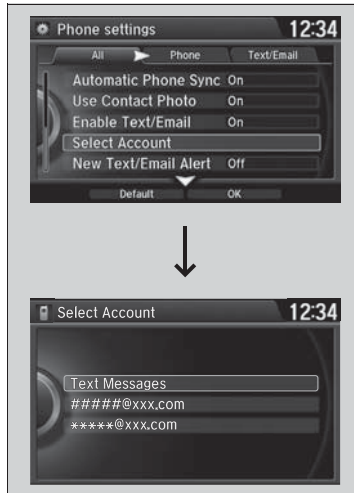 Phone settings 12:34
All Phone Text/Email
Automatic Phone Sync On
Use Contact Photo On
Enable Text/Email On
Select Account
New Text/Email Alert Off
Default OK
Select Account 12:34
Text Messages
#####@xxx.com
*****@xxx.com